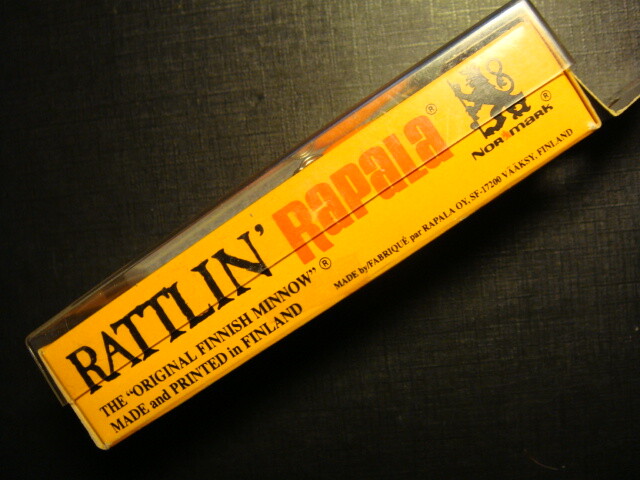 RATTLIN' Rapala®
Normark®
THE "ORIGINAL FINNISH MINNOW"®
MADE and PRINTED in FINLAND
MADE by/FABRIQUÉ par RAPALA OY, SF-17200 VÄÄKSY, FINLAND